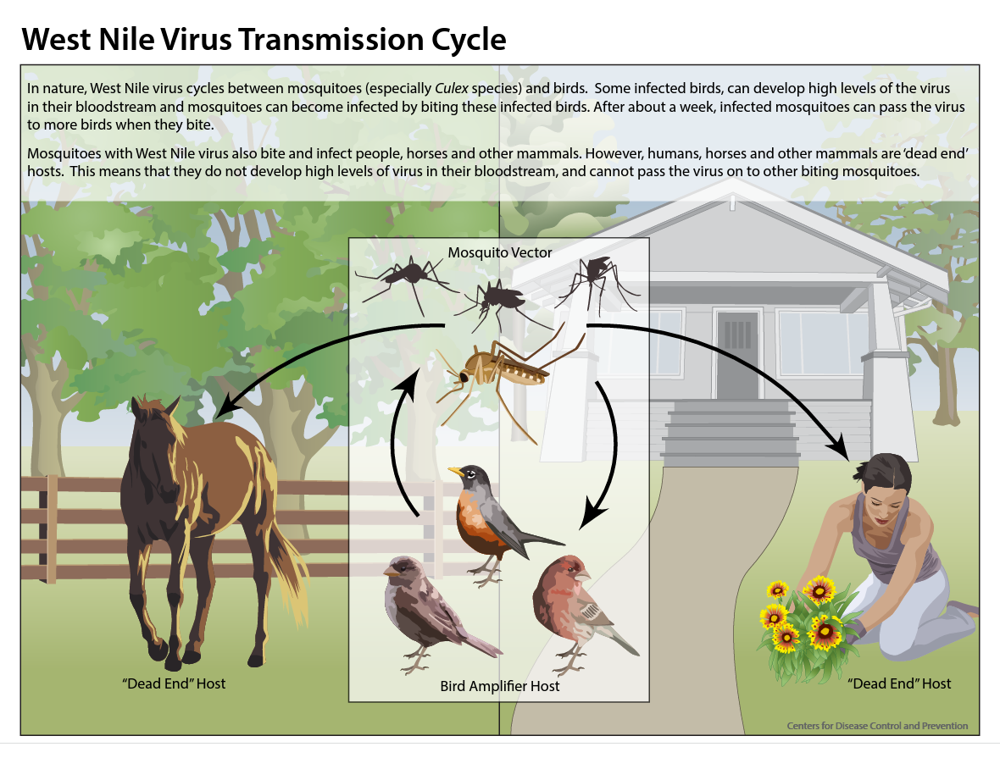 West Nile Virus Transmission Cycle
In nature, West Nile virus cycles between mosquitoes (especially Culex species) and birds.  Some infected birds, can develop high levels of the virus
in their bloodstream and mosquitoes can become infected by biting these infected birds. After about a week, infected mosquitoes can pass the virus
to more birds when they bite.
Mosquitoes with West Nile virus also bite and infect people, horses and other mammals. However, humans, horses and other mammals are ‘dead end’
hosts.  This means that they do not develop high levels of virus in their bloodstream, and cannot pass the virus on to other biting mosquitoes.
Mosquito Vector
“Dead End” Host
Bird Amplifier Host
“Dead End” Host
Centers for Disease Control and Prevention